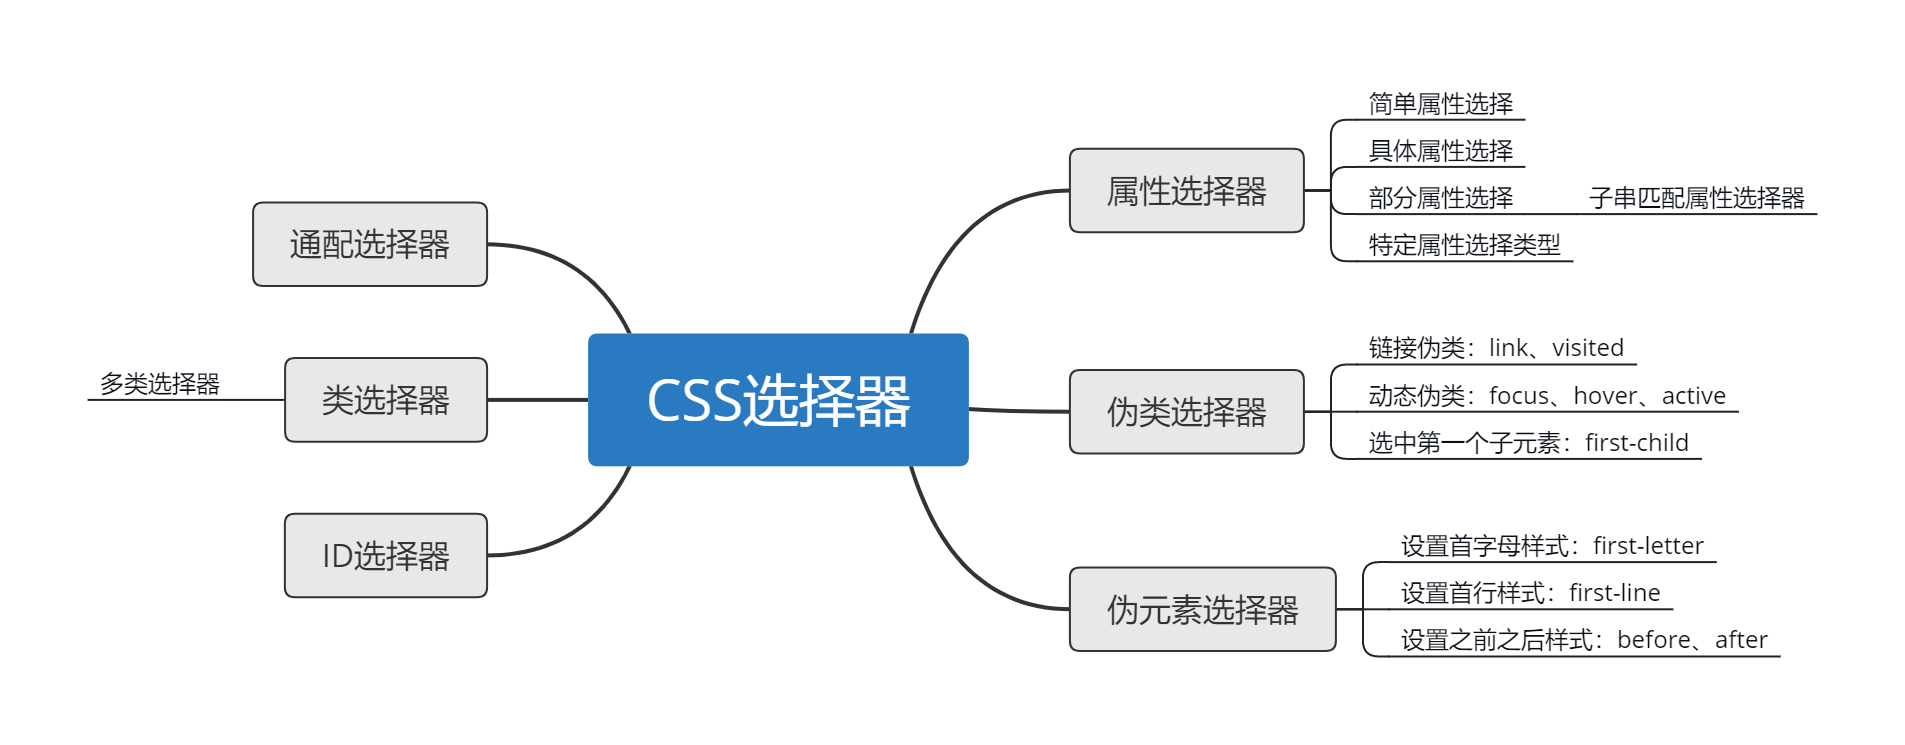 CSS选择器
通配选择器
类选择器
多类选择器
ID选择器
属性选择器
简单属性选择
具体属性选择
部分属性选择
子串匹配属性选择器
特定属性选择类型
伪类选择器
链接伪类：link、visited
动态伪类：focus、hover、active
选中第一个子元素：first-child
伪元素选择器
设置首字母样式：first-letter
设置首行样式：first-line
设置之前之后样式：before、after